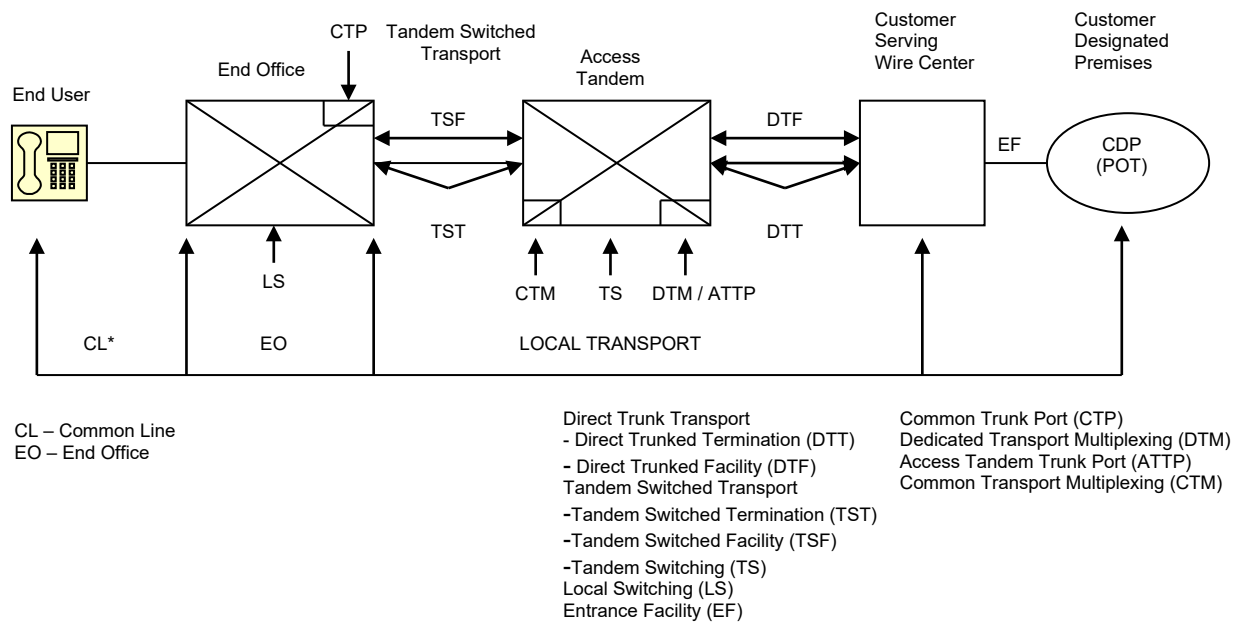 Customer
Serving
Wire Center
Customer
Designated
Premises
CTP
Tandem Switched
Transport
Access
Tandem
End Office
End User
TSF
DTF
EF
CDP
(POT)
TST
DTT
LS
CTM
TS
DTM / ATTP
CL*
EO
LOCAL TRANSPORT
CL – Common Line
EO – End Office
Direct Trunk Transport
- Direct Trunked Termination (DTT)
- Direct Trunked Facility (DTF)
Tandem Switched Transport
-Tandem Switched Termination (TST)
-Tandem Switched Facility (TSF)
-Tandem Switching (TS)
Local Switching (LS)
Entrance Facility (EF)
Common Trunk Port (CTP)
Dedicated Transport Multiplexing (DTM)
Access Tandem Trunk Port (ATTP)
Common Transport Multiplexing (CTM)